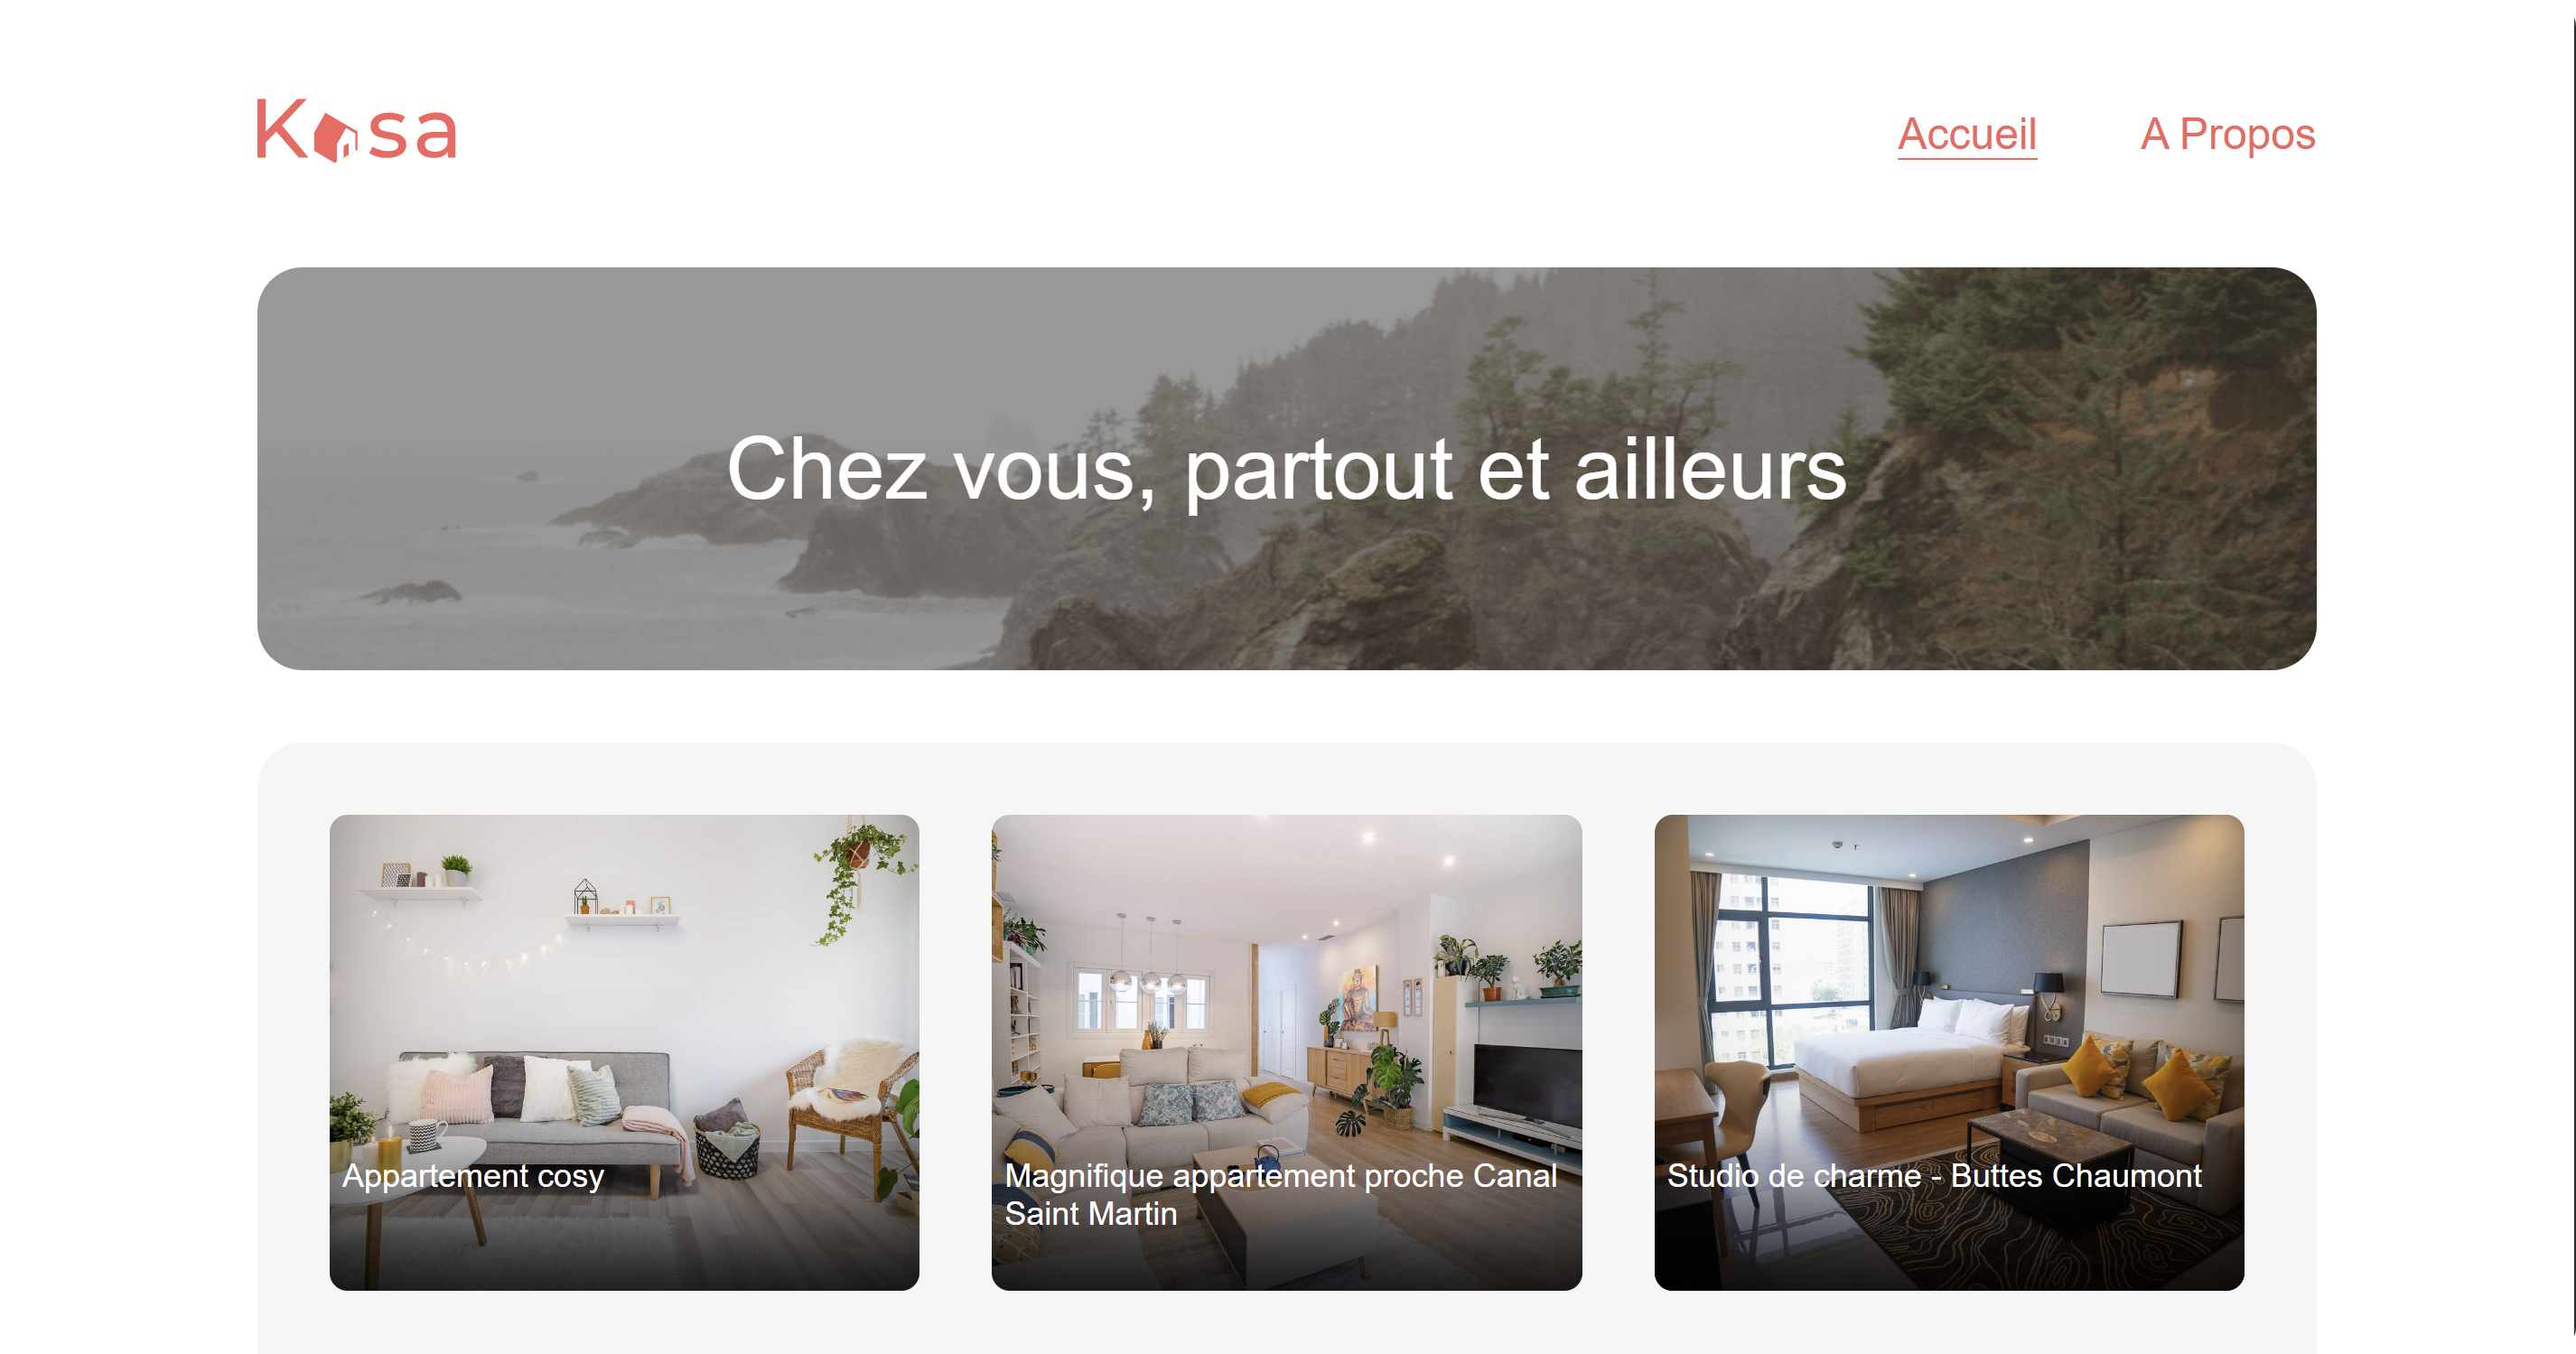 Kasa
Accueil
A Propos
Chez vous, partout et ailleurs
Appartement cosy
Magnifique appartement proche Canal
Saint Martin
Studio de charme - Buttes Chaumont